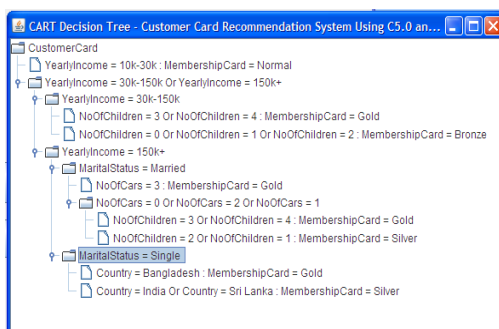 CART Decision Tree - Customer Card Recommendation System Using C5.0 an...
CustomerCard
YearlyIncome = 10k-30k : MembershipCard = Normal
YearlyIncome = 30k-150k Or YearlyIncome = 150k+
YearlyIncome = 30k-150k
NoOfChildren = 3 Or NoOfChildren = 4 : MembershipCard = Gold
NoOfChildren = 0 Or NoOfChildren = 1 Or NoOfChildren = 2 : MembershipCard = Bronze
YearlyIncome = 150k+
MaritalStatus = Married
NoOfCars = 3 : MembershipCard = Gold
NoOfCars = 0 Or NoOfCars = 2 Or NoOfCars = 1
NoOfChildren = 3 Or NoOfChildren = 4 : MembershipCard = Gold
NoOfChildren = 2 Or NoOfChildren = 1 : MembershipCard = Silver
MaritalStatus = Single
Country = Bangladesh : MembershipCard = Gold
Country = India Or Country = Sri Lanka : MembershipCard = Silver